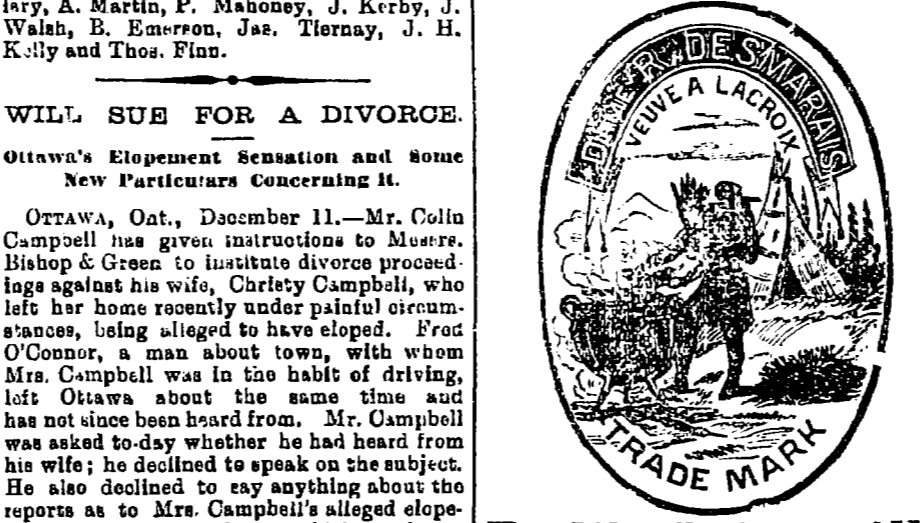 iary, A. Martin, P. Mahoney, J. Kerby, J.
Walsh, B. Emerson, Jas. Tiernay, J. H.
Kelly and Thos. Finn.
WILL SUE FOR A DIVORCE.
Ottawa's Elopement Sensation and Some
New Particulars Concerning It.
OTTAWA, Ont., December 11.—Mr. Colin
Campbell has given instructions to Messrs.
Bishop & Green to institute divorce proceed-
ings against his wife, Christy Campbell, who
left her home recently under painful circum-
stances, being alleged to have eloped. Fred
O'Connor, a man about town, with whom
Mrs. Campbell was in the habit of driving,
left Ottawa about the same time and
has not since been heard from. Mr. Campbell
was asked to-day whether he had heard from
his wife; he declined to speak on the subject.
He also declined to say anything about the
reports as to Mrs. Campbell's alleged elope-
DESMARAIS
VEUVE A LACROIX
TRADE MARK